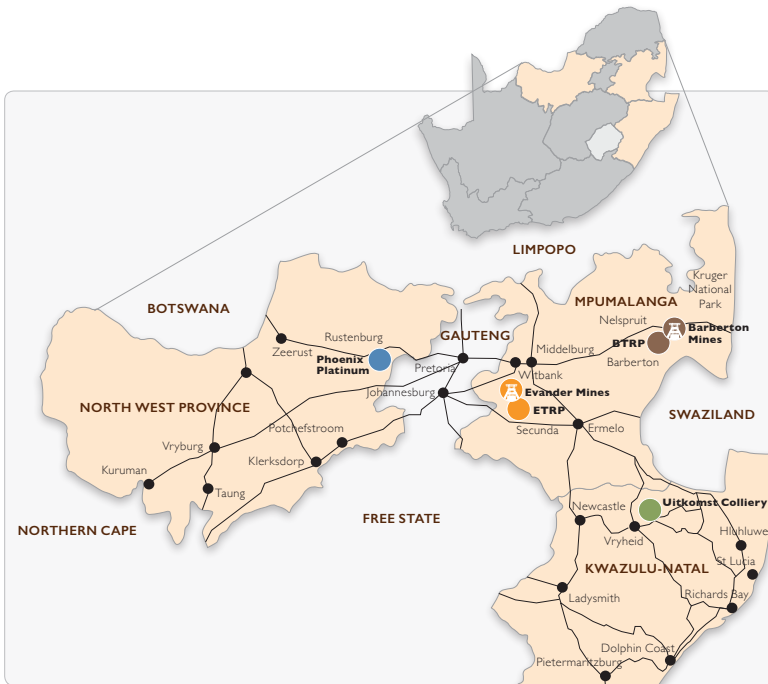 LIMPOPO
Kruger
National
Park
MPUMALANGA
BOTSWANA
Nelspruit
Barberton
Mines
Rustenburg
GAUTENG
BTRP
Zeerust
Phoenix
Platinum
Middelburg
Barberton
Pretoria
Witbank
Johannesburg
Evander Mines
ETRP
NORTH WEST PROVINCE
SWAZILAND
Potchefstroom
Secunda
Ermelo
Vryburg
Klerksdorp
Kuruman
Taung
Uitkomst Colliery
Newcastle
FREE STATE
NORTHERN CAPE
Hluhluwe
Vryheid
St Lucia
KWAZULU-NATAL
Ladysmith
Richards Bay
Dolphin Coast
Pietermaritzburg